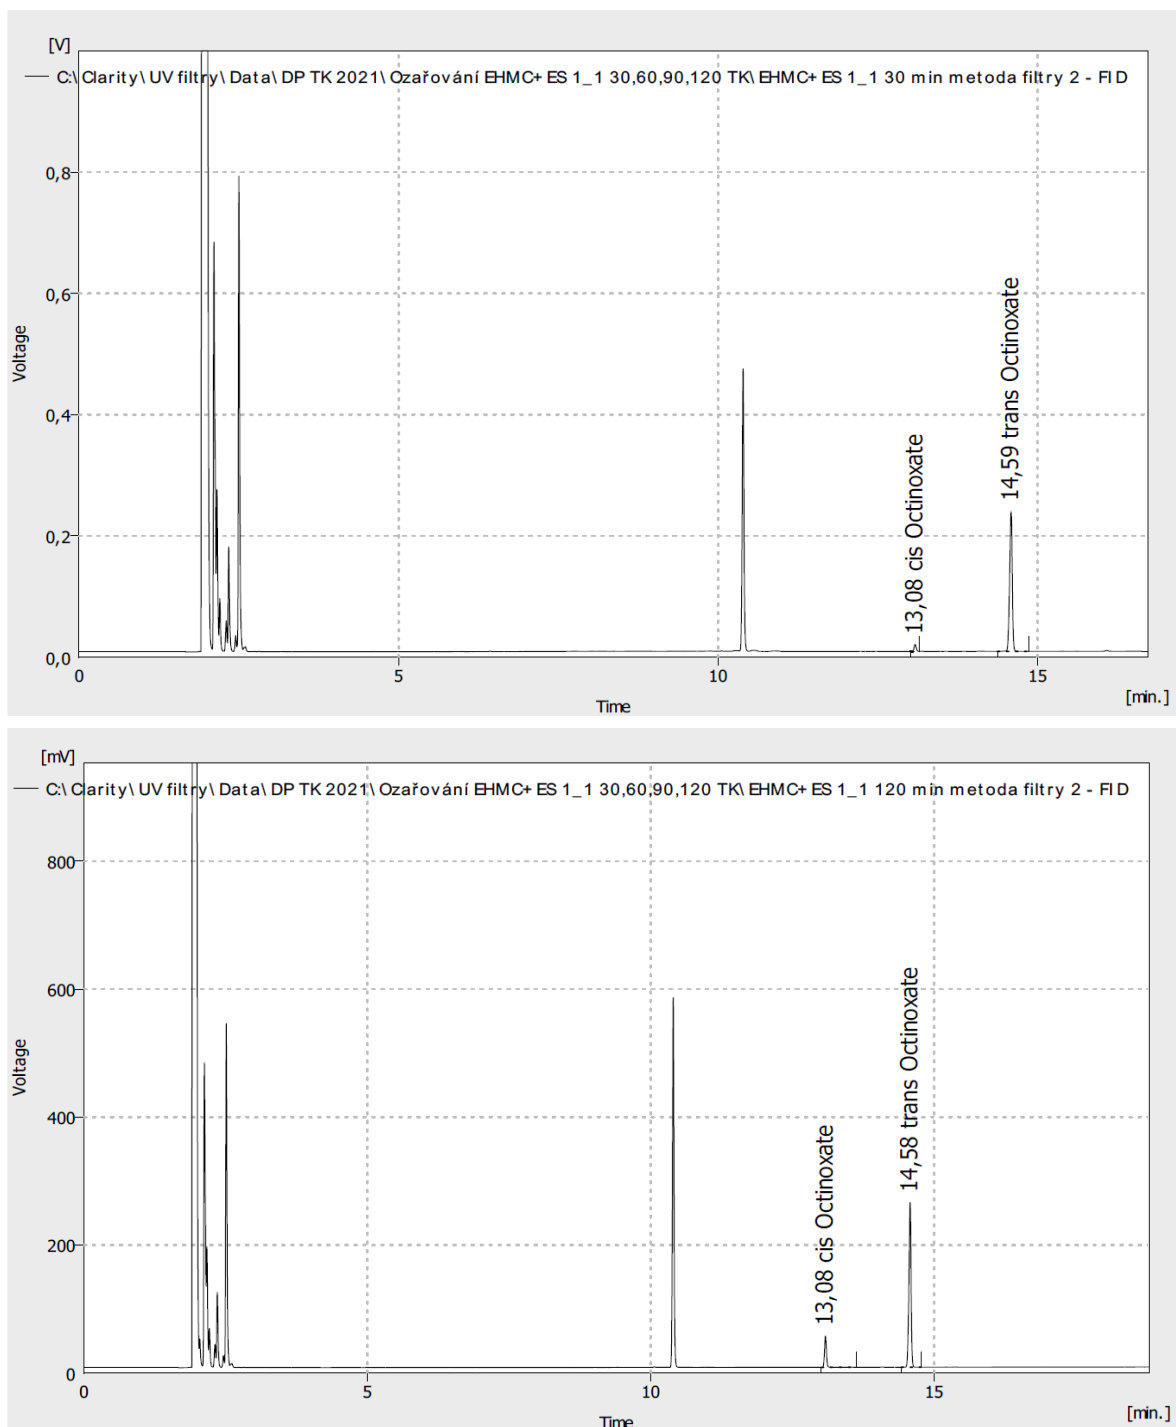 [V]
C:\Clarity\UV filtry\Data\DP TK 2021\Ozařování EHMC+ES 1_1 30,60,90,120 TK\EHMC+ES 1_1 30 min metoda filtry 2 - FID
0,8
0,6
0,4
0,2
0,0
Voltage
13,08 cis Octinoxate
14,59 trans Octinoxate
0
5
10
15
Time
[min.]
[mV]
C:\Clarity\UV filtry\Data\DP TK 2021\Ozařování EHMC+ES 1_1 30,60,90,120 TK\EHMC+ES 1_1 120 min metoda filtry 2 - FID
800
600
400
200
0
Voltage
13,08 cis Octinoxate
14,58 trans Octinoxate
0
5
10
15
Time
[min.]